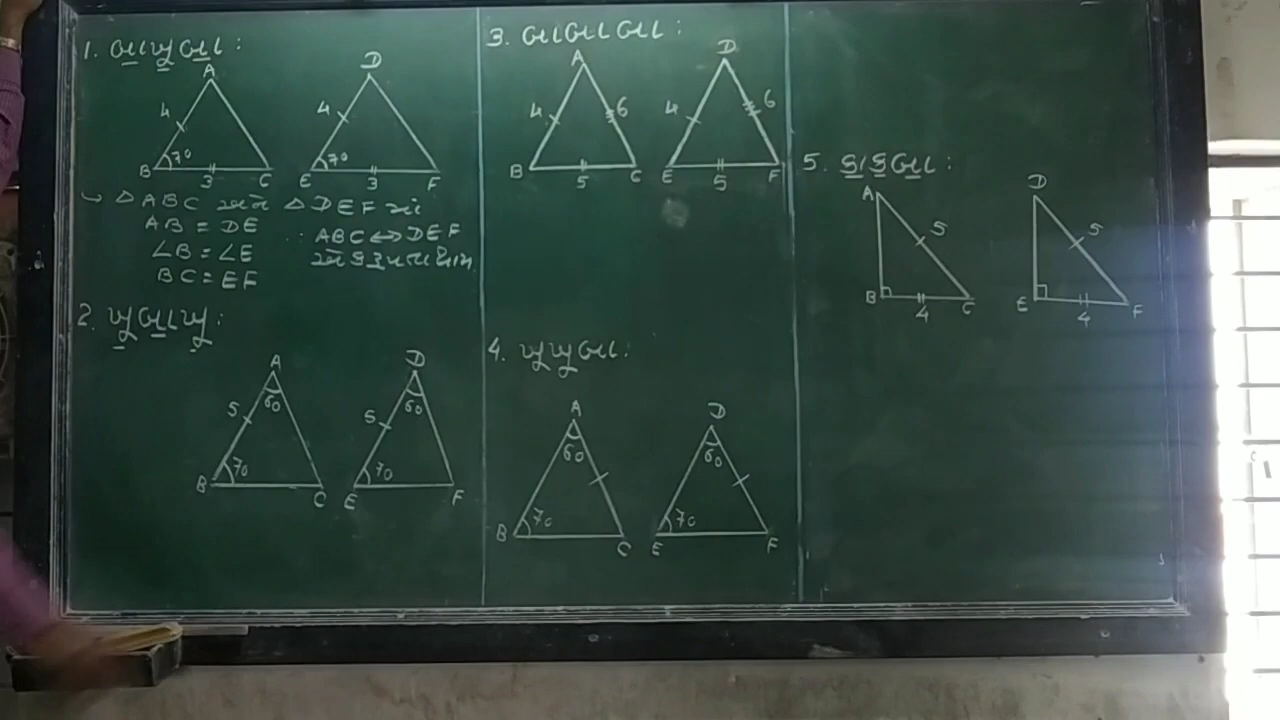 1. બાખૂબા :
A
D
4
4
70
70
B 3 C
E 3 F
→ △ ABC અને △ DEF માં
AB = DE
∠B = ∠E
BC = EF
∴ ABC ↔ DEF
2. ખૂબાખૂ :
A
D
60
60
5
5
70
70
B C
E F
3. બાબાબા :
A
D
4 6
4 6
B 5 C
E 5 F
4. ખૂખૂબા :
A
D
60
60
70
70
B C
E F
5. કાકબા :
A
D
5
5
B 4 C
E 4 F